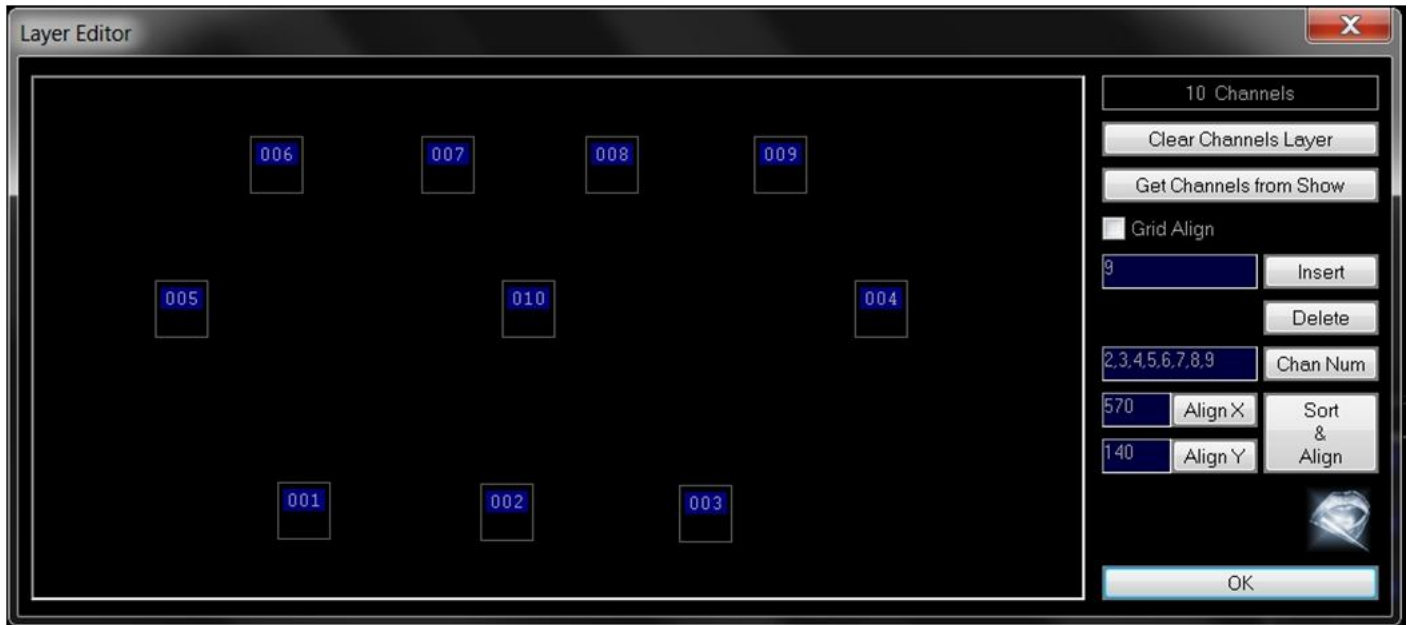 Layer Editor
X
10 Channels
006 007 008 009
Clear Channels Layer
Get Channels from Show
Grid Align
9 Insert
005 010 004
Delete
2,3,4,5,6,7,8,9 Chan Num
570 Align X
Sort
&
Align
140 Align Y
001 002 003
OK